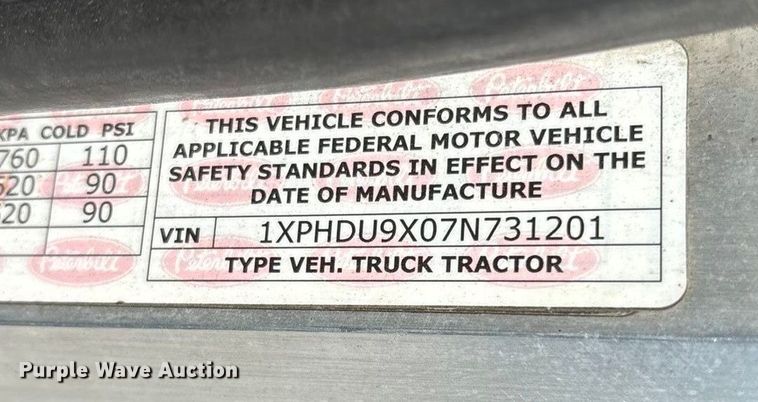 KPA COLD PSI
760 110
620 90
620 90
THIS VEHICLE CONFORMS TO ALL
APPLICABLE FEDERAL MOTOR VEHICLE
SAFETY STANDARDS IN EFFECT ON THE
DATE OF MANUFACTURE
VIN 1XPHDU9X07N731201
TYPE VEH. TRUCK TRACTOR
Peterbilt
Purple Wave Auction